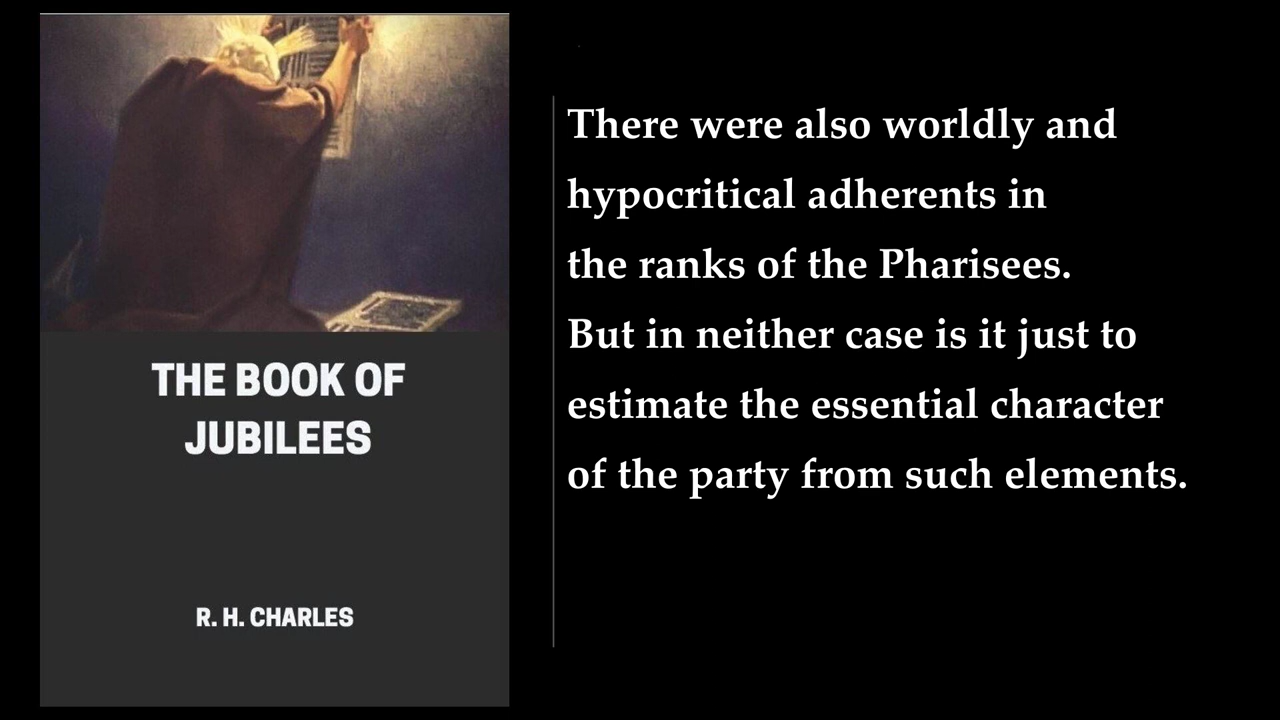 THE BOOK OF
JUBILEES
R. H. CHARLES
There were also worldly and
hypocritical adherents in
the ranks of the Pharisees.
But in neither case is it just to
estimate the essential character
of the party from such elements.